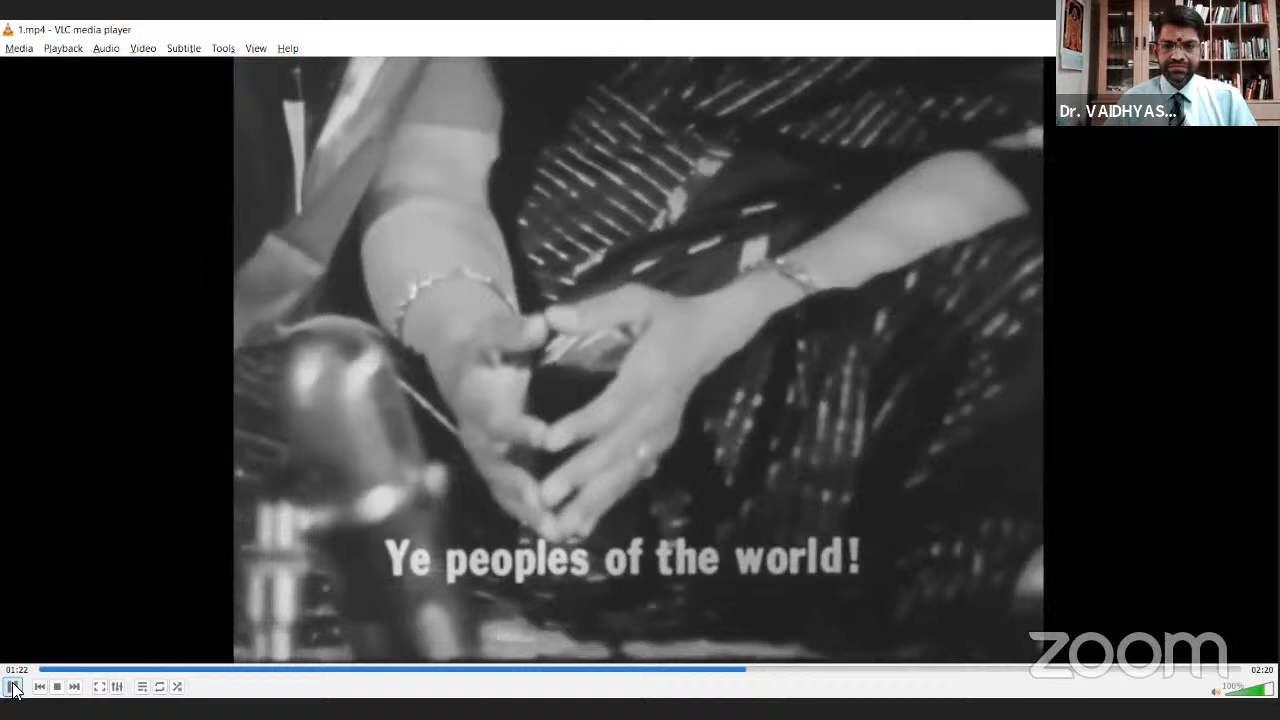 1.mp4 - VLC media player
Media Playback Audio Video Subtitle Tools View Help
Dr. VAIDHYAS...
Ye peoples of the world!
zoom
01:22
02:20
100%